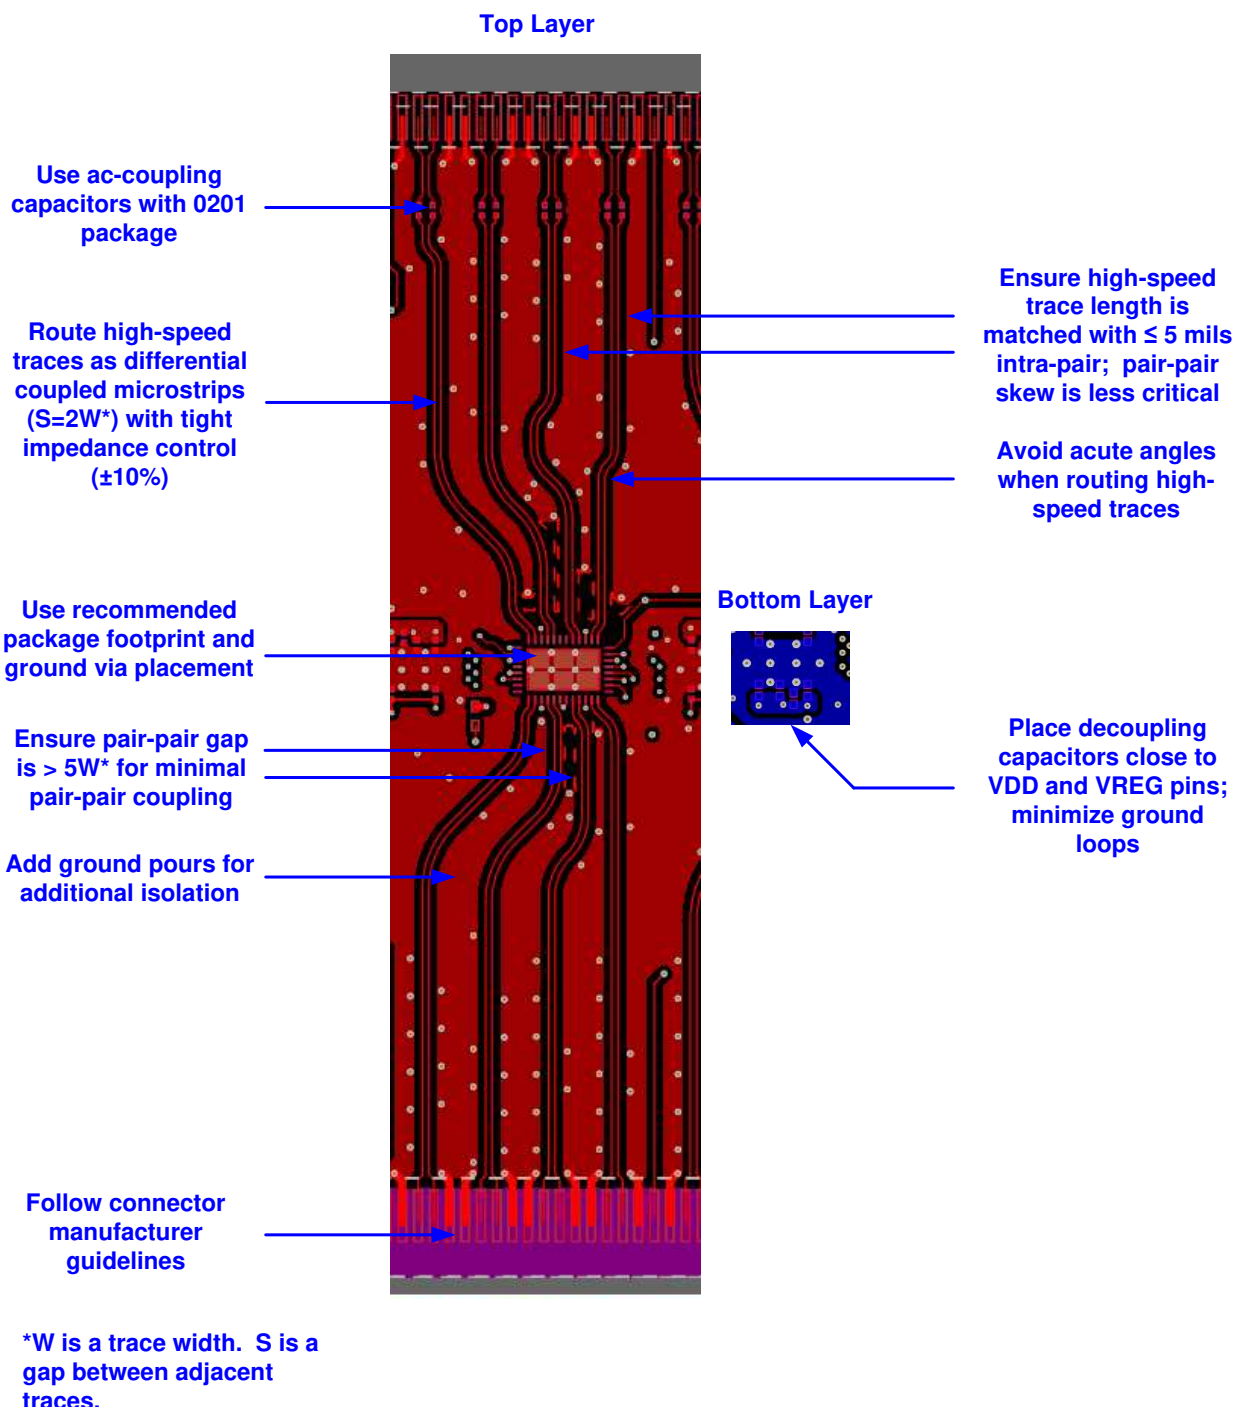 Top Layer
Use ac-coupling
capacitors with 0201
package
Route high-speed
traces as differential
coupled microstrips
(S=2W*) with tight
impedance control
(±10%)
Use recommended
package footprint and
ground via placement
Ensure pair-pair gap
is > 5W* for minimal
pair-pair coupling
Add ground pours for
additional isolation
Follow connector
manufacturer
guidelines
*W is a trace width.  S is a
gap between adjacent
traces.
Ensure high-speed
trace length is
matched with ≤ 5 mils
intra-pair;  pair-pair
skew is less critical
Avoid acute angles
when routing high-
speed traces
Bottom Layer
Place decoupling
capacitors close to
VDD and VREG pins;
minimize ground
loops